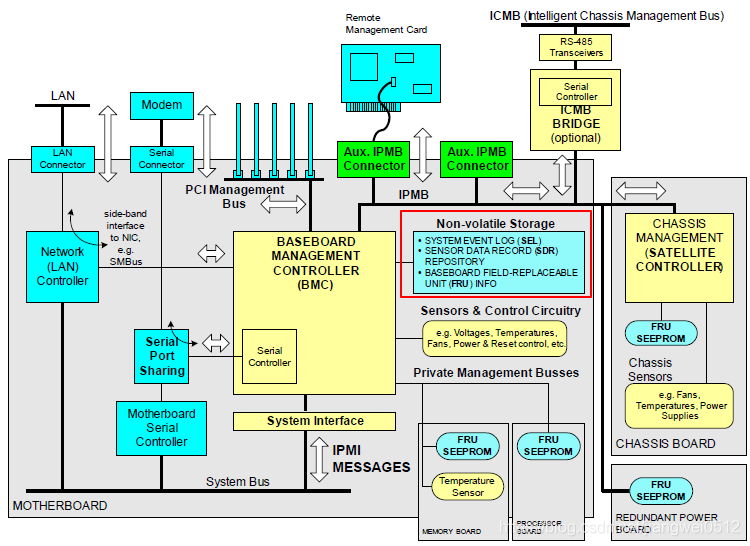 Remote
Management Card
ICMB (Intelligent Chassis Management Bus)
RS-485
Transceivers
Serial
Controller
ICMB
BRIDGE
(optional)
LAN
Modem
LAN
Connector
Serial
Connector
Aux. IPMB
Connector
Aux. IPMB
Connector
PCI Management
Bus
IPMB
side-band
interface
to NIC,
e.g.
SMBus
Network
(LAN)
Controller
BASEBOARD
MANAGEMENT
CONTROLLER
(BMC)
Non-volatile Storage
• SYSTEM EVENT LOG (SEL)
• SENSOR DATA RECORD (SDR)
REPOSITORY
• BASEBOARD FIELD-REPLACEABLE
UNIT (FRU) INFO
CHASSIS
MANAGEMENT
(SATELLITE
CONTROLLER)
Sensors & Control Circuitry
e.g. Voltages, Temperatures,
Fans, Power & Reset control, etc.
FRU
SEEPROM
Serial
Port
Sharing
Serial
Controller
Private Management Busses
Chassis
Sensors
e.g. Fans,
Temperatures, Power
Supplies
Motherboard
Serial
Controller
System Interface
FRU
SEEPROM
FRU
SEEPROM
CHASSIS BOARD
IPMI
MESSAGES
Temperature
Sensor
System Bus
FRU
SEEPROM
MOTHERBOARD
MEMORY BOARD
PROCESSOR
BOARD
REDUNDANT POWER
BOARD